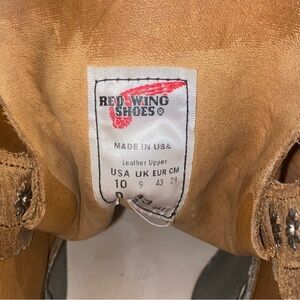 RED WING
SHOES®
MADE IN USA
Leather Upper
USA UK EUR CM
10 9 43 28
D